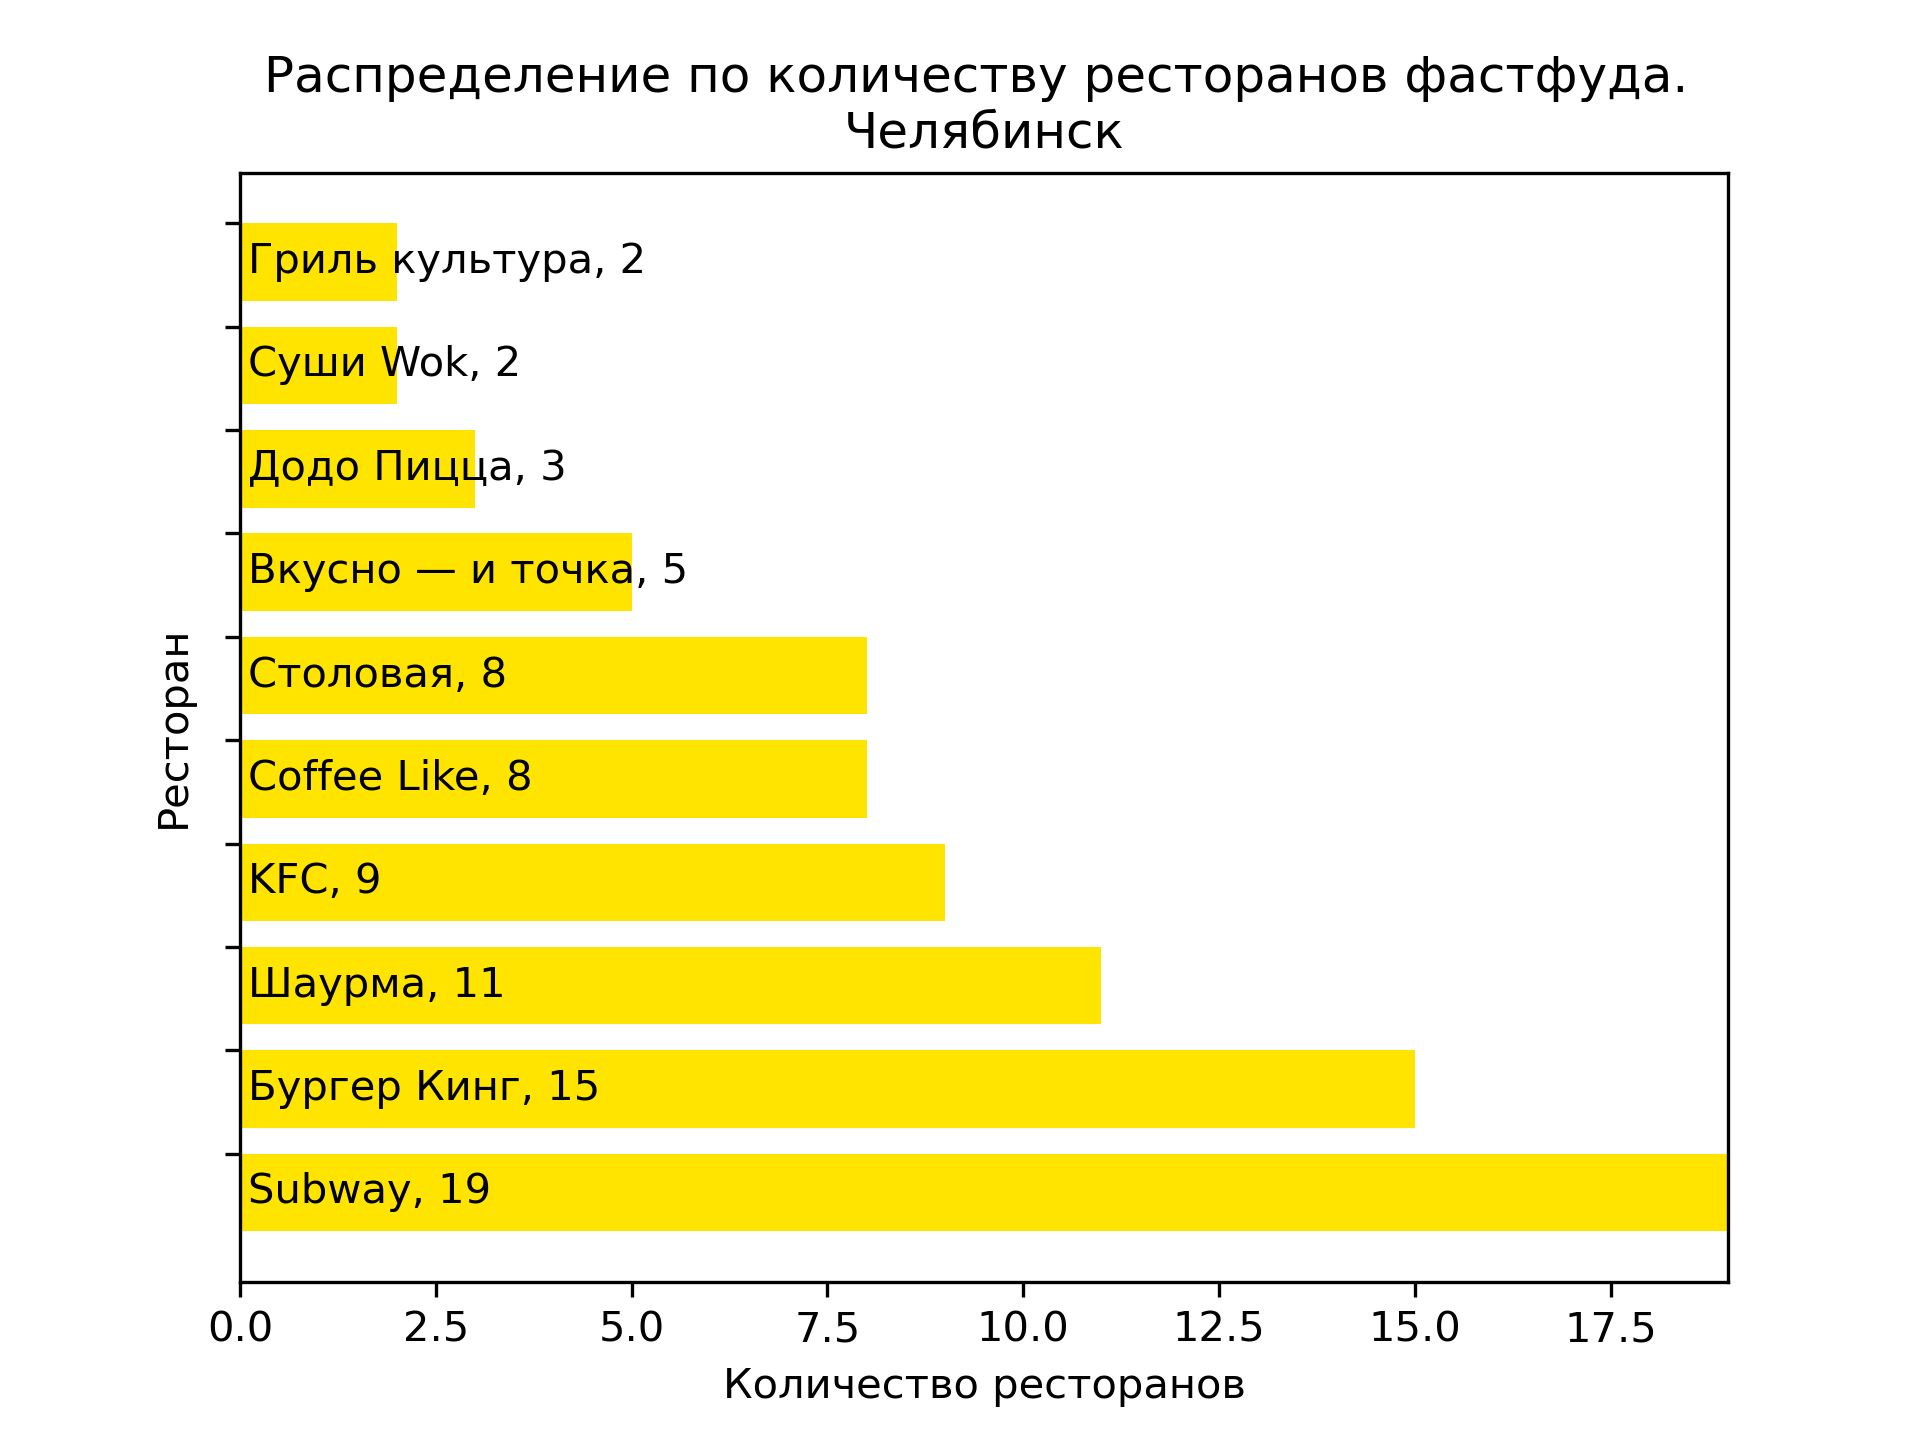 Распределение по количеству ресторанов фастфуда.
Челябинск
Гриль культура, 2
Суши Wok, 2
Додо Пицца, 3
Вкусно — и точка, 5
Столовая, 8
Coffee Like, 8
KFC, 9
Шаурма, 11
Бургер Кинг, 15
Subway, 19
Ресторан
0.0 2.5 5.0 7.5 10.0 12.5 15.0 17.5
Количество ресторанов